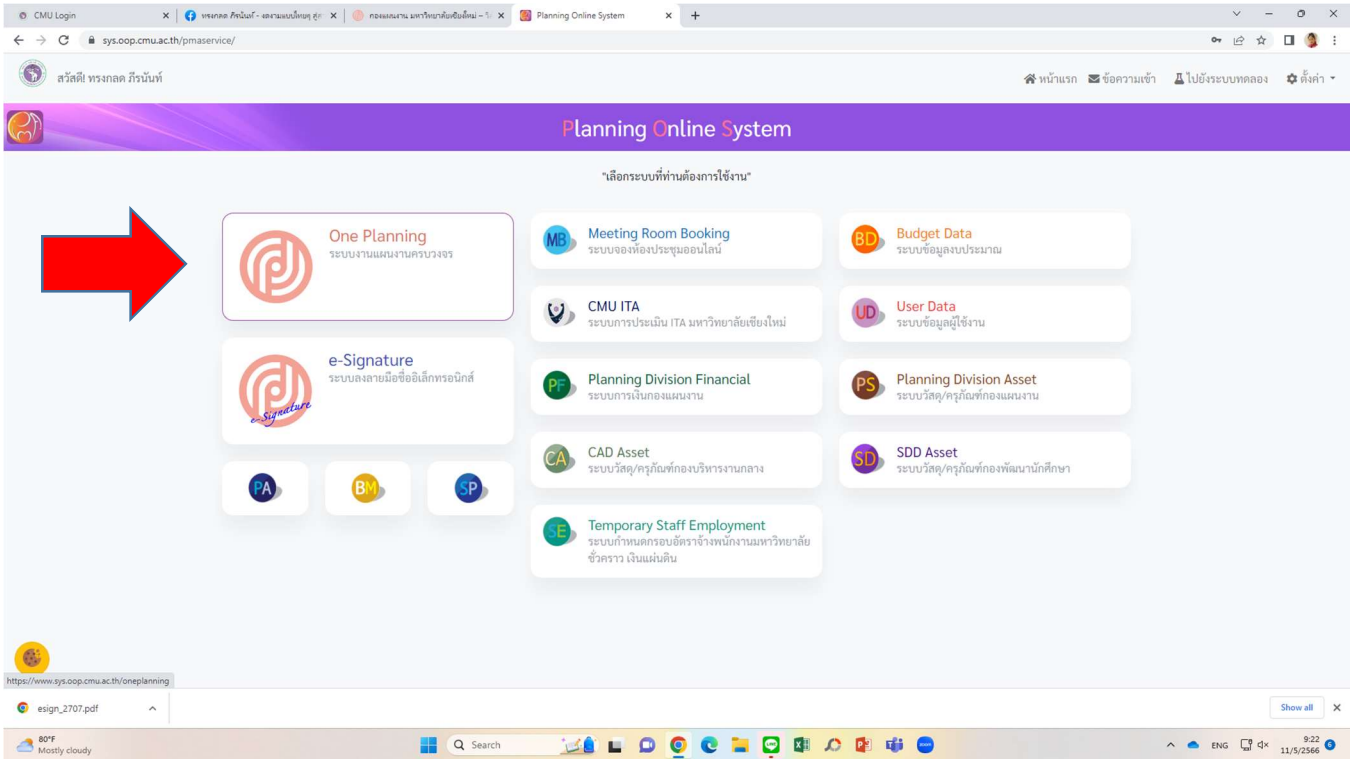 CMU Login
ทรงกลด ภีรนันท์ - งดงามแบบไทยๆ สู่ส
กองแผนงาน มหาวิทยาลัยเชียงใหม่ –
Planning Online System
sys.oop.cmu.ac.th/pmaservice/
สวัสดี! ทรงกลด ภีรนันท์
หน้าแรก
ข้อความเข้า
ไปยังระบบทดลอง
ตั้งค่า
Planning Online System
"เลือกระบบที่ท่านต้องการใช้งาน"
One Planning
ระบบงานแผนงานครบวงจร
e-Signature
ระบบลงลายมือชื่ออิเล็กทรอนิกส์
e-Signature
PA
BM
SP
MB
Meeting Room Booking
ระบบจองห้องประชุมออนไลน์
CMU ITA
ระบบการประเมิน ITA มหาวิทยาลัยเชียงใหม่
PF
Planning Division Financial
ระบบการเงินกองแผนงาน
CA
CAD Asset
ระบบวัสดุ/ครุภัณฑ์กองบริหารงานกลาง
SE
Temporary Staff Employment
ระบบกำหนดกรอบอัตราจ้างพนักงานมหาวิทยาลัย
ชั่วคราว เงินแผ่นดิน
BD
Budget Data
ระบบข้อมูลงบประมาณ
UD
User Data
ระบบข้อมูลผู้ใช้งาน
PS
Planning Division Asset
ระบบวัสดุ/ครุภัณฑ์กองแผนงาน
SD
SDD Asset
ระบบวัสดุ/ครุภัณฑ์กองพัฒนานักศึกษา
https://www.sys.oop.cmu.ac.th/oneplanning
esign_2707.pdf
Show all
80°F
Mostly cloudy
Search
ENG
9:22
11/5/2566
6